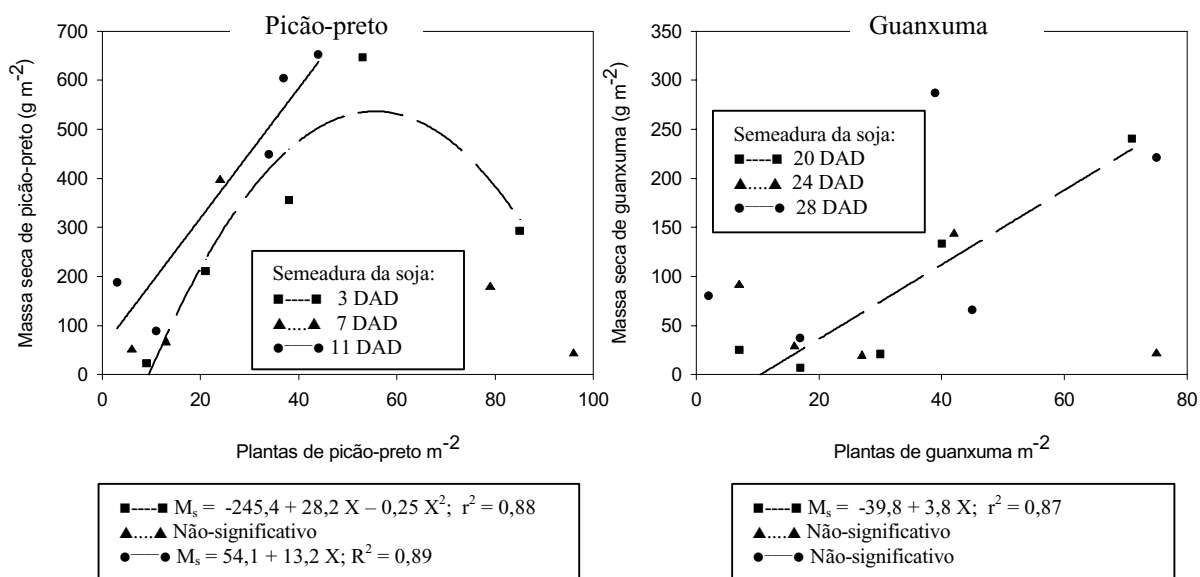 Picão-preto
Massa seca de picão-preto (g m⁻²)
700
600
500
400
300
200
100
0
Semeadura da soja:
■----■ 3 DAD
▲....▲ 7 DAD
●——● 11 DAD
0 20 40 60 80 100
Plantas de picão-preto m⁻²
■----■ Mₛ = -245,4 + 28,2 X – 0,25 X²; r² = 0,88
▲....▲ Não-significativo
●——● Mₛ = 54,1 + 13,2 X; R² = 0,89
Guanxuma
Massa seca de guanxuma (g m⁻²)
350
300
250
200
150
100
50
0
Semeadura da soja:
■----■ 20 DAD
▲....▲ 24 DAD
●——● 28 DAD
0 20 40 60 80
Plantas de guanxuma m⁻²
■----■ Mₛ = -39,8 + 3,8 X; r² = 0,87
▲....▲ Não-significativo
●——● Não-significativo